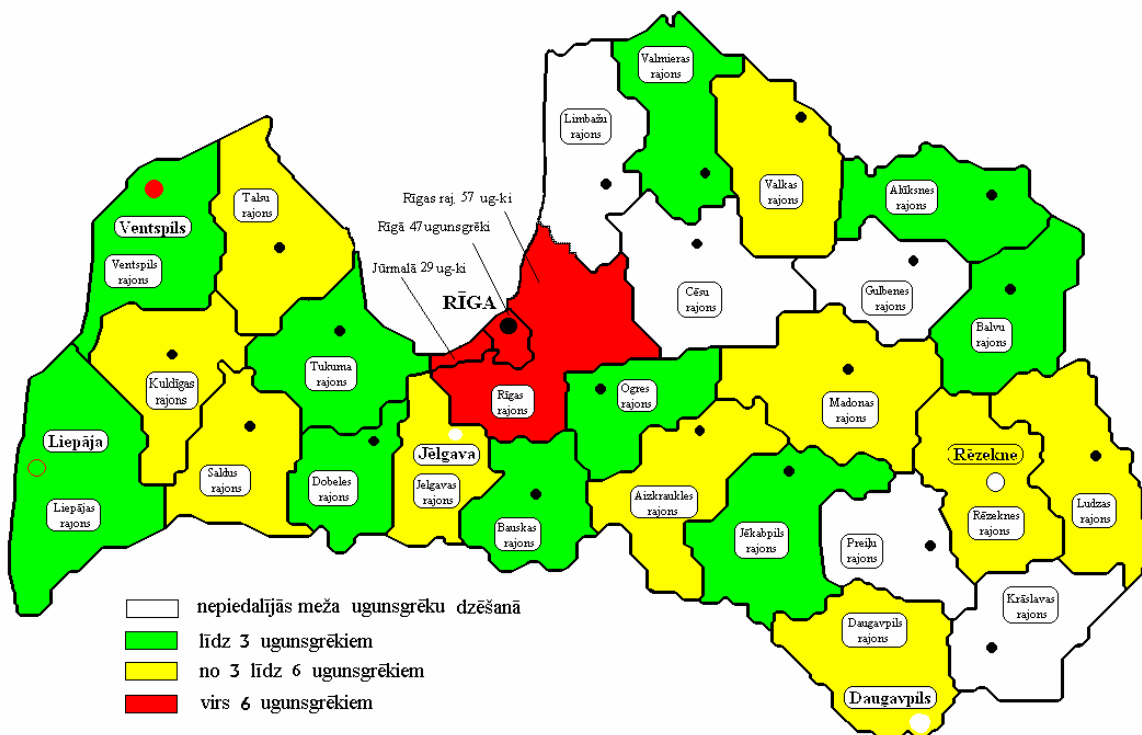 Valmieras
rajons
Limbažu
rajons
Valkas
rajons
Alūksnes
rajons
Talsu
rajons
Rīgas raj. 57 ug-ki
Rīgā 47 ugunsgrēki
Jūrmalā 29 ug-ki
RĪGA
Ventspils
Ventspils
rajons
Cēsu
rajons
Gulbenes
rajons
Balvu
rajons
Tukuma
rajons
Kuldīgas
rajons
Rīgas
rajons
Ogres
rajons
Madonas
rajons
Liepāja
Jelgava
Rēzekne
Saldus
rajons
Dobeles
rajons
Jelgavas
rajons
Aizkraukles
rajons
Ludzas
rajons
Liepājas
rajons
Bauskas
rajons
Jēkabpils
rajons
Preiļu
rajons
Rēzeknes
rajons
Krāslavas
rajons
Daugavpils
rajons
Daugavpils
nepiedalījās meža ugunsgrēku dzēšanā
līdz 3 ugunsgrēkiem
no 3 līdz 6 ugunsgrēkiem
virs 6 ugunsgrēkiem